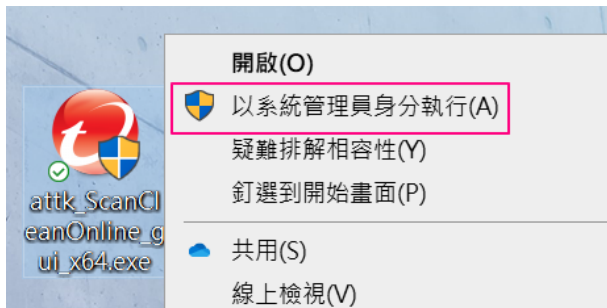 開啟(O)
以系統管理員身分執行(A)
疑難排解相容性(Y)
釘選到開始畫面(P)
attk_ScanCl
eanOnline_g
ui_x64.exe
共用(S)
線上檢視(V)